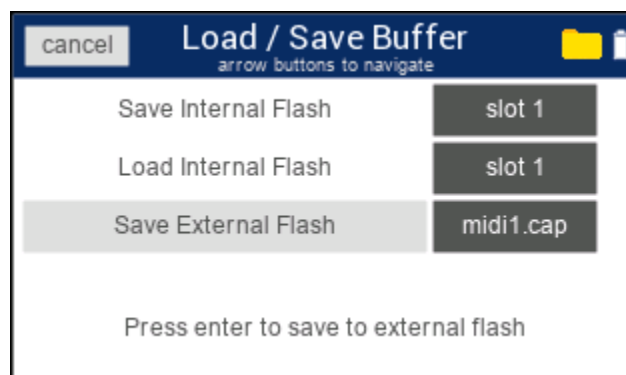 cancel
Load / Save Buffer
arrow buttons to navigate
Save Internal Flash slot 1
Load Internal Flash slot 1
Save External Flash midi1.cap
Press enter to save to external flash